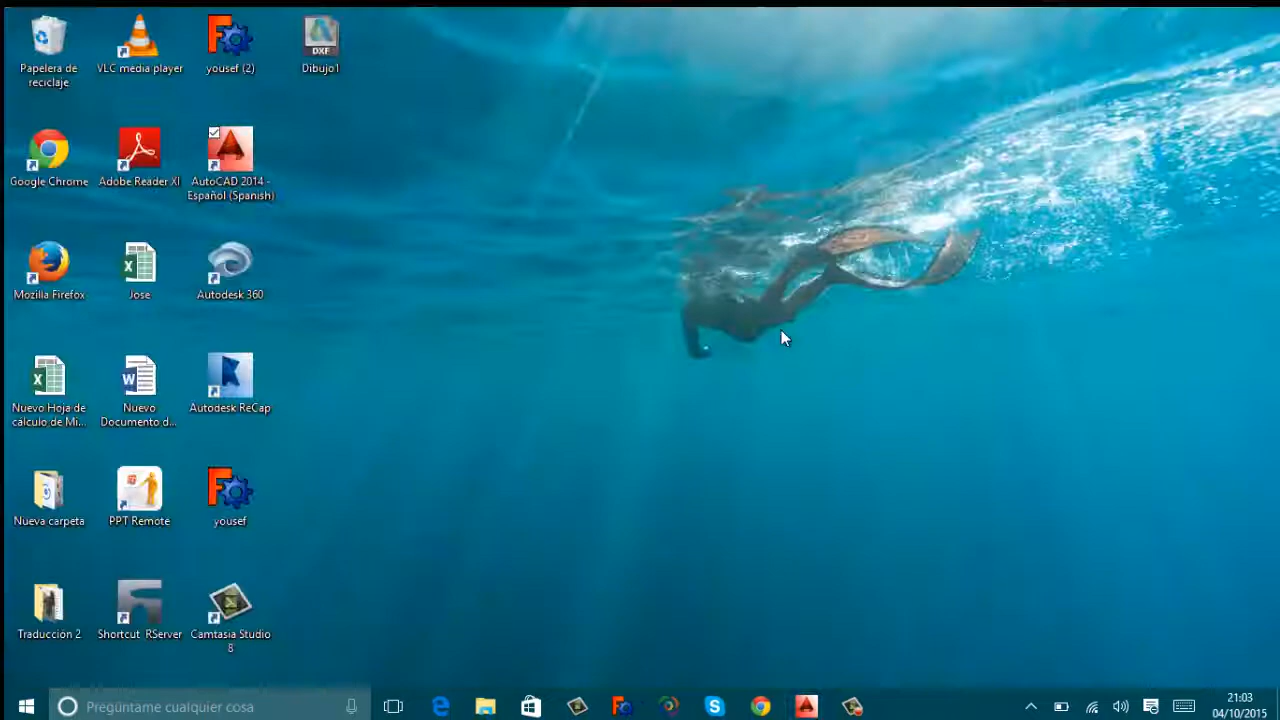 Papelera de
reciclaje
VLC media player
yousef (2)
DXF
Dibujo1
Google Chrome
Adobe Reader XI
AutoCAD 2014 -
Español (Spanish)
Mozilla Firefox
Jose
Autodesk 360
Nuevo Hoja de
cálculo de Mi...
Nuevo
Documento d...
Autodesk ReCap
Nueva carpeta
PPT Remote
yousef
Traducción 2
Shortcut_RServer
Camtasia Studio
8
Pregúntame cualquier cosa
21:03
04/10/2015